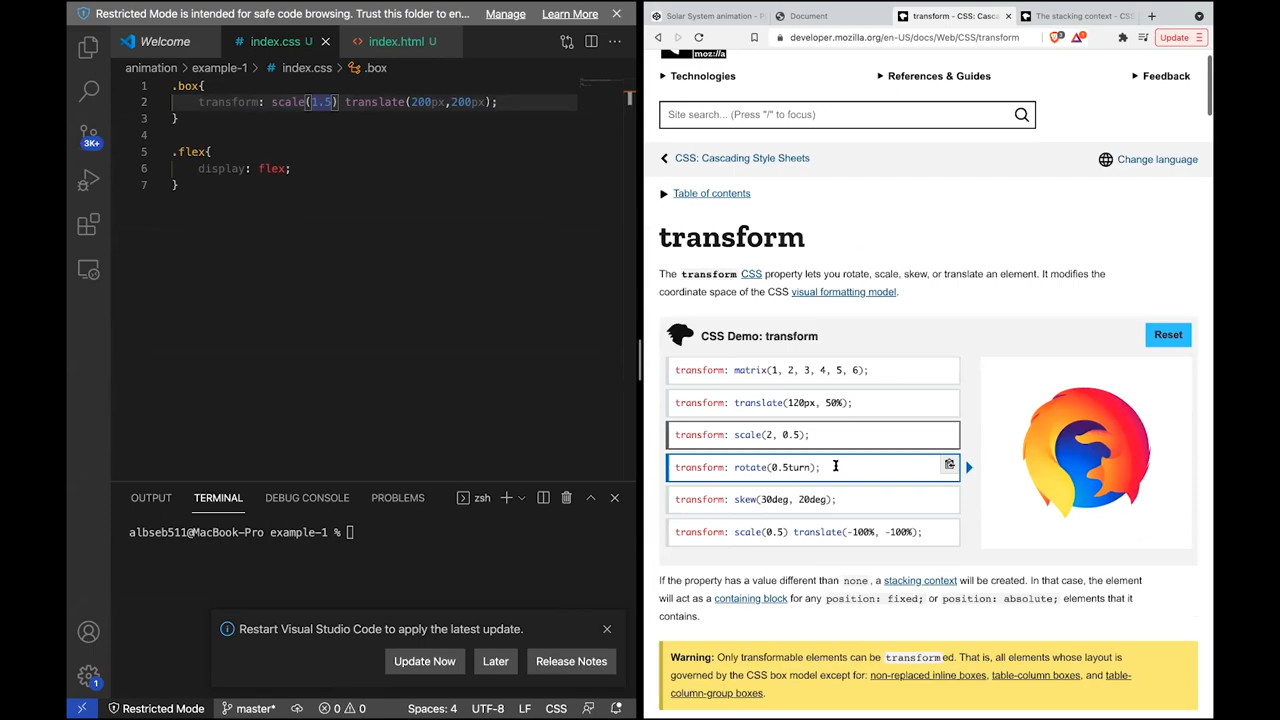 Restricted Mode is intended for safe code browsing. Trust this folder to en...
Manage
Learn More
Welcome
index.css U
index.html U
animation > example-1 > # index.css > .box
1 .box{
2 transform: scale(1.5) translate(200px,200px);
3 }
4
5 .flex{
6 display: flex;
7 }
3K+
OUTPUT
TERMINAL
DEBUG CONSOLE
PROBLEMS
zsh
albseb511@MacBook-Pro example-1 %
Restart Visual Studio Code to apply the latest update.
Update Now
Later
Release Notes
1
Restricted Mode
master*
0
0
Spaces: 4
UTF-8
LF
CSS
Solar System animation - P
Document
transform - CSS: Casca
The stacking context - CSS
developer.mozilla.org/en-US/docs/Web/CSS/transform
Update
moz://a
Technologies
References & Guides
Feedback
Site search... (Press "/" to focus)
CSS: Cascading Style Sheets
Change language
Table of contents
transform
The transform CSS property lets you rotate, scale, skew, or translate an element. It modifies the
coordinate space of the CSS visual formatting model.
CSS Demo: transform
Reset
transform: matrix(1, 2, 3, 4, 5, 6);
transform: translate(120px, 50%);
transform: scale(2, 0.5);
transform: rotate(0.5turn);
transform: skew(30deg, 20deg);
transform: scale(0.5) translate(-100%, -100%);
If the property has a value different than none, a stacking context will be created. In that case, the element
will act as a containing block for any position: fixed; or position: absolute; elements that it
contains.
Warning: Only transformable elements can be transformed. That is, all elements whose layout is
governed by the CSS box model except for: non-replaced inline boxes, table-column boxes, and table-
column-group boxes.